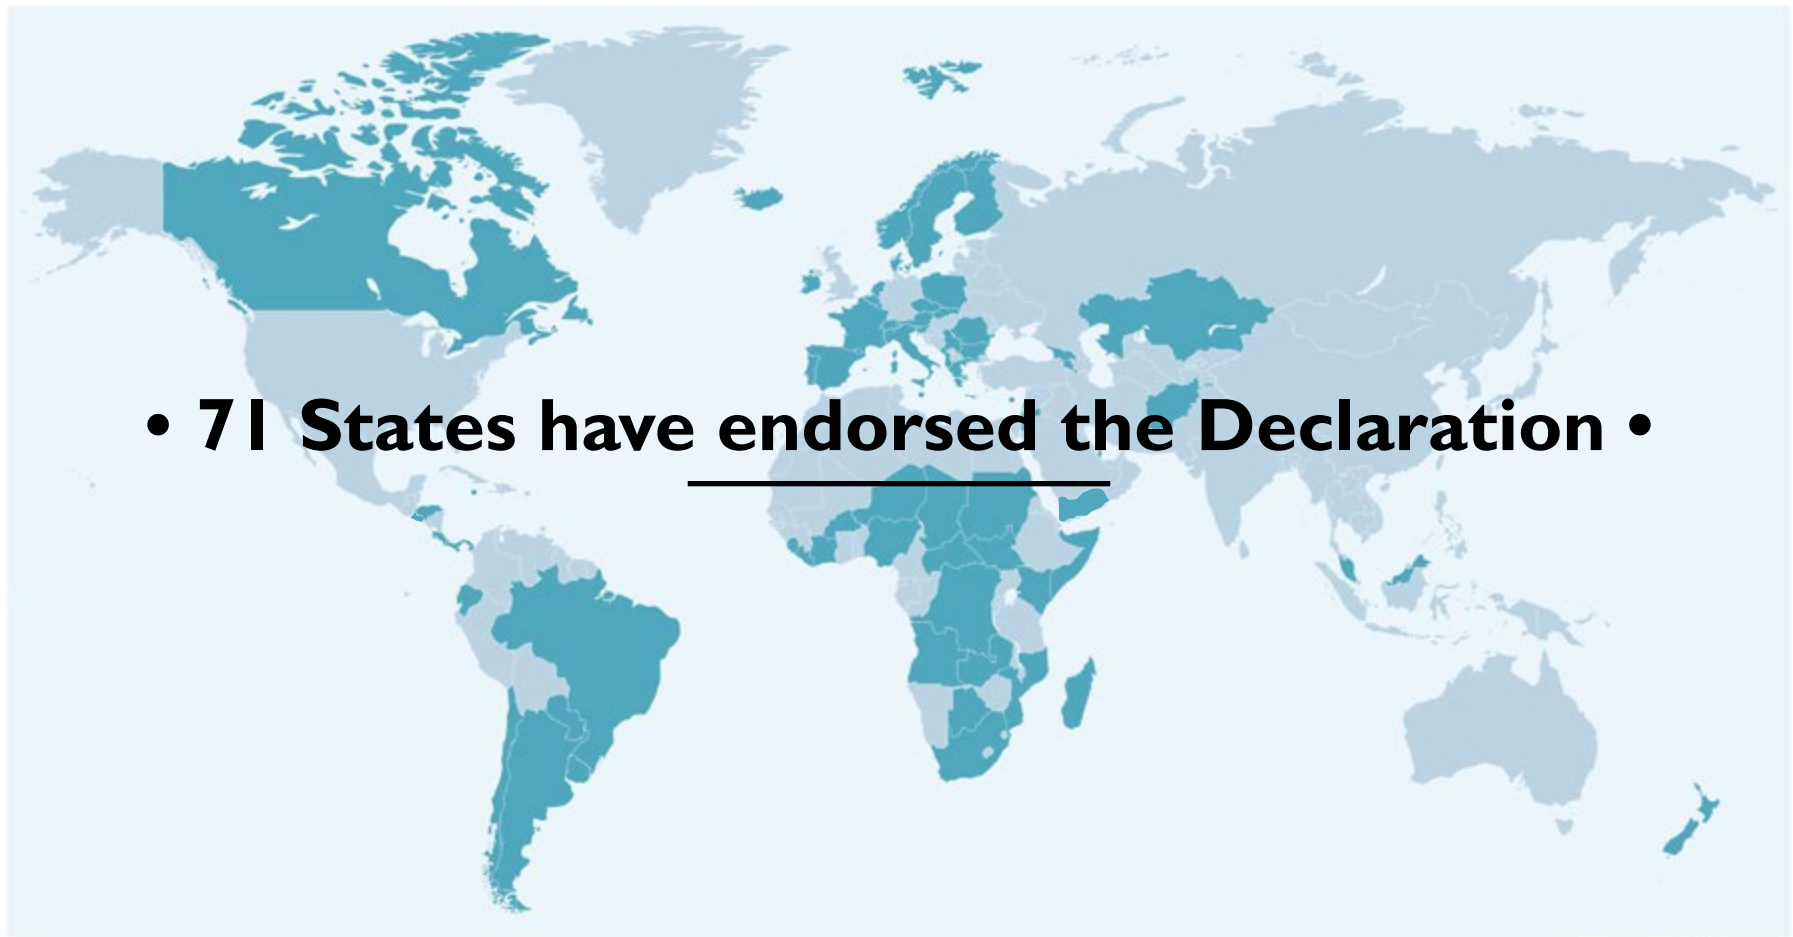 • 71 States have endorsed the Declaration •